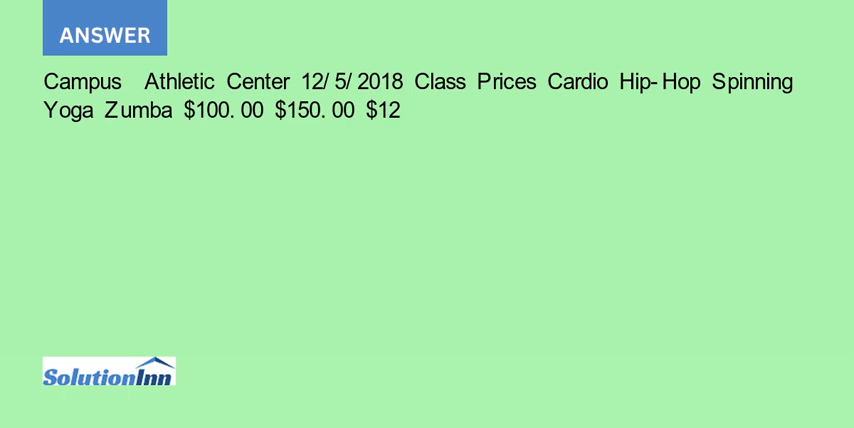 ANSWER
Campus Athletic Center 12/ 5/ 2018 Class Prices Cardio Hip- Hop Spinning
Yoga Zumba $100. 00 $150. 00 $12
SolutionInn